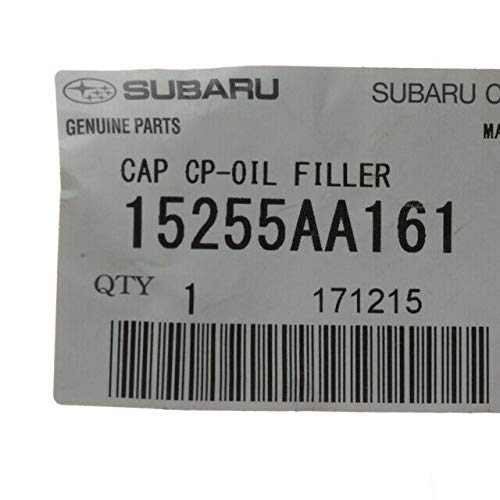 SUBARU SUBARU C
GENUINE PARTS MA
CAP CP-OIL FILLER
15255AA161
QTY 1 171215